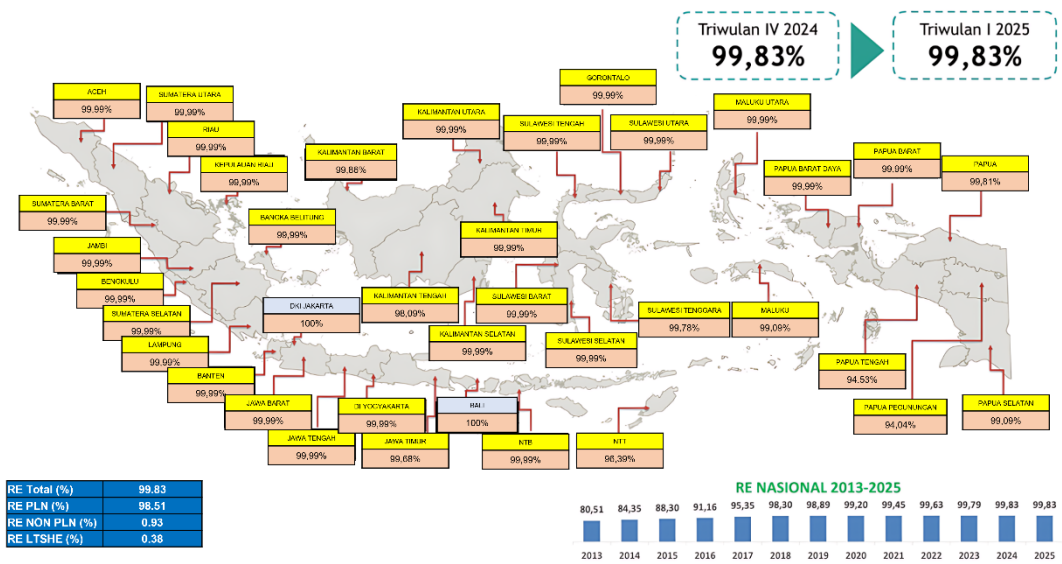 Triwulan IV 2024
99,83%
Triwulan I 2025
99,83%
ACEH
99,99%
SUMATERA UTARA
99,99%
RIAU
99,99%
KEPULAUAN RIAU
99,99%
SUMATERA BARAT
99,99%
JAMBI
99,99%
BENGKULU
99,99%
SUMATERA SELATAN
99,99%
LAMPUNG
99,99%
BANGKA BELITUNG
99,99%
BANTEN
99,99%
DKI JAKARTA
100%
JAWA BARAT
99,99%
JAWA TENGAH
99,99%
DI YOGYAKARTA
99,99%
JAWA TIMUR
99,68%
BALI
100%
NTB
99,99%
NTT
96,39%
KALIMANTAN BARAT
99,86%
KALIMANTAN UTARA
99,99%
KALIMANTAN TIMUR
99,99%
KALIMANTAN TENGAH
98,09%
KALIMANTAN SELATAN
99,99%
GORONTALO
99,99%
SULAWESI TENGAH
99,99%
SULAWESI UTARA
99,99%
SULAWESI BARAT
99,99%
SULAWESI SELATAN
99,99%
SULAWESI TENGGARA
99,78%
MALUKU UTARA
99,99%
MALUKU
99,09%
PAPUA BARAT DAYA
99,99%
PAPUA BARAT
99,99%
PAPUA
99,81%
PAPUA TENGAH
94.53%
PAPUA PEGUNUNGAN
94,04%
PAPUA SELATAN
99,09%
RE Total (%) 99.83
RE PLN (%) 98.51
RE NON PLN (%) 0.93
RE LTSHE (%) 0.38
RE NASIONAL 2013-2025
80,51 84,35 88,30 91,16 95,35 98,30 98,89 99,20 99,45 99,63 99,79 99,83 99,83
2013 2014 2015 2016 2017 2018 2019 2020 2021 2022 2023 2024 2025